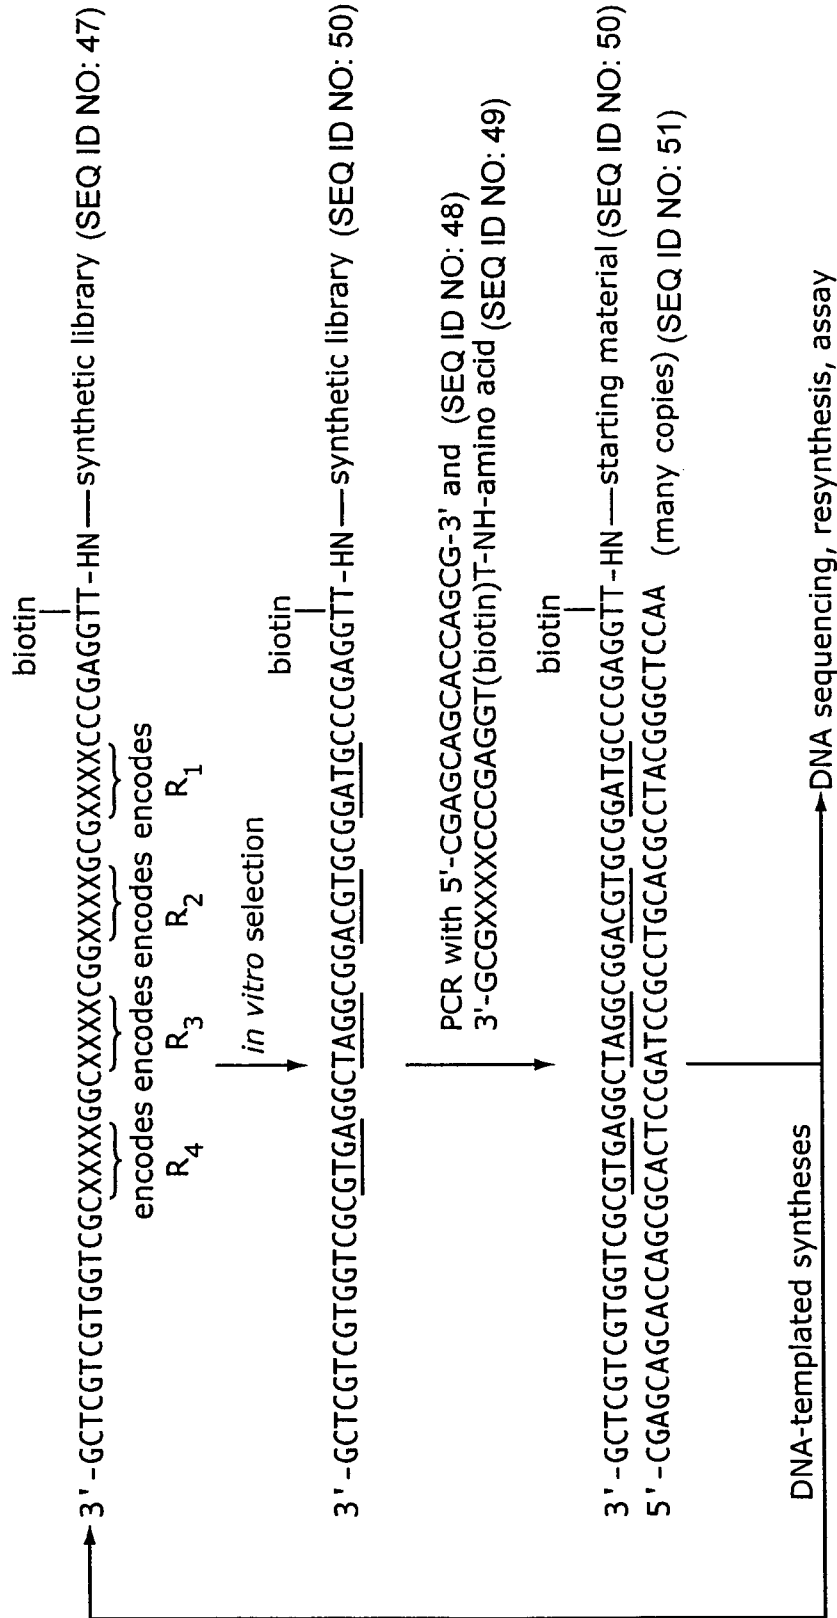 biotin
3'-GCTCGTCGTGGTCGCXXXXGGCXXXXCGGXXXXGCGXXXXCCCGAGGTT-HN—synthetic library (SEQ ID NO: 47)
encodes encodes encodes encodes
R4 R3 R2 R1
in vitro selection
biotin
3'-GCTCGTCGTGGTCGCGTGAGGCTAGGCGGACGTGCGGATGCCCGAGGTT-HN—synthetic library (SEQ ID NO: 50)
PCR with 5'-CGAGCAGCACCAGCG-3' and (SEQ ID NO: 48)
3'-GCGXXXXCCCGAGGT(biotin)T-NH-amino acid (SEQ ID NO: 49)
biotin
3'-GCTCGTCGTGGTCGCGTGAGGCTAGGCGGACGTGCGGATGCCCGAGGTT-HN—starting material (SEQ ID NO: 50)
5'-CGAGCAGCACCAGCGCACTCCGATCCGCCTGCACGCCTACGGGCTCCAA (many copies) (SEQ ID NO: 51)
DNA-templated syntheses
DNA sequencing, resynthesis, assay